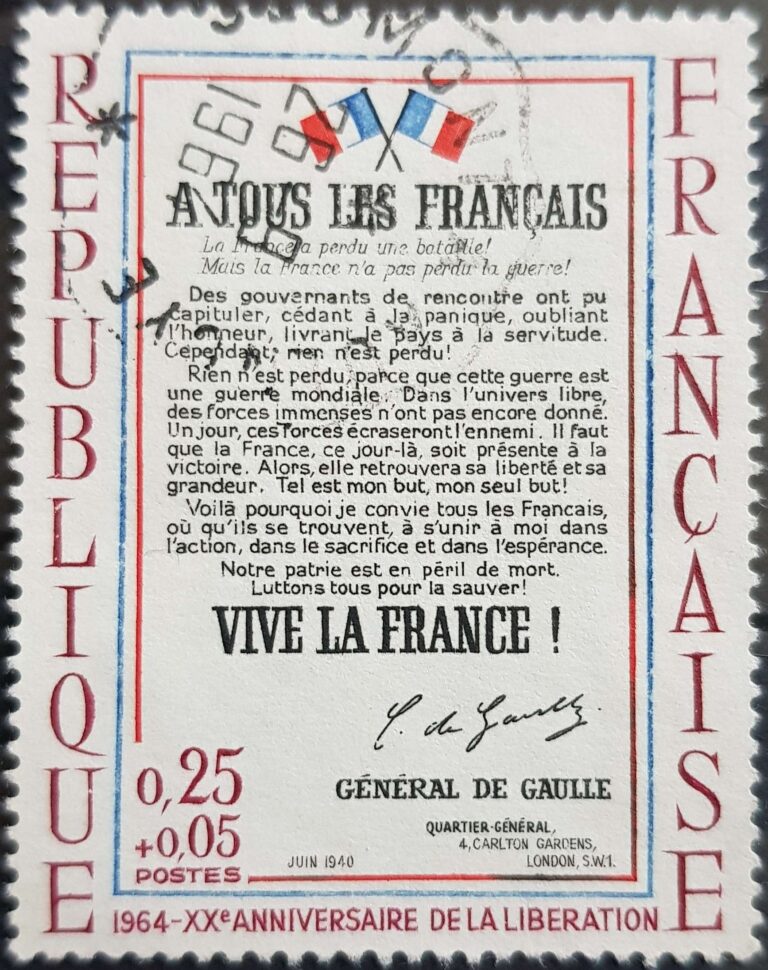 RÉPUBLIQUE
FRANÇAISE
A TOUS LES FRANÇAIS
La France a perdu une bataille!
Mais la France n'a pas perdu la guerre!
Des gouvernants de rencontre ont pu
capituler, cédant à la panique, oubliant
l'honneur, livrant le pays à la servitude.
Cependant, rien n'est perdu!
Rien n'est perdu, parce que cette guerre est
une guerre mondiale. Dans l'univers libre,
des forces immenses n'ont pas encore donné.
Un jour, ces forces écraseront l'ennemi. Il faut
que la France, ce jour-là, soit présente à la
victoire. Alors, elle retrouvera sa liberté et sa
grandeur. Tel est mon but, mon seul but!
Voilà pourquoi je convie tous les Français,
où qu'ils se trouvent, à s'unir à moi dans
l'action, dans le sacrifice et dans l'espérance.
Notre patrie est en péril de mort.
Luttons tous pour la sauver!
VIVE LA FRANCE !
C. de Gaulle
GÉNÉRAL DE GAULLE
QUARTIER-GÉNÉRAL,
4, CARLTON GARDENS,
LONDON, S.W.1.
JUIN 1940
0,25
+0,05
POSTES
1964-XXe ANNIVERSAIRE DE LA LIBERATION